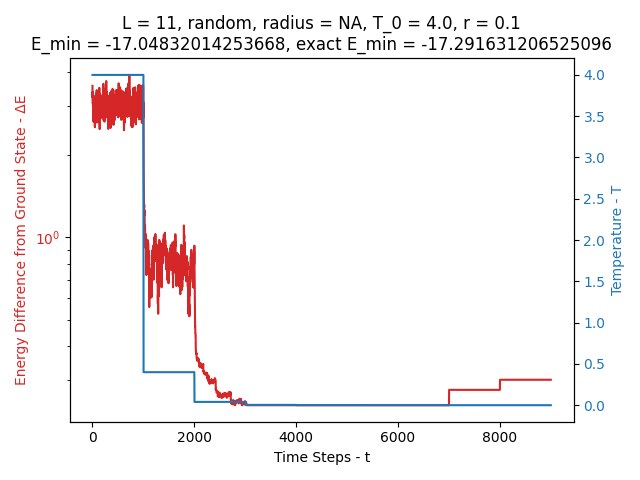 L = 11, random, radius = NA, T_0 = 4.0, r = 0.1
E_min = -17.04832014253668, exact E_min = -17.291631206525096
Energy Difference from Ground State - ΔE
10^0
4.0
3.5
3.0
2.5
2.0
1.5
1.0
0.5
0.0
Temperature - T
0 2000 4000 6000 8000
Time Steps - t